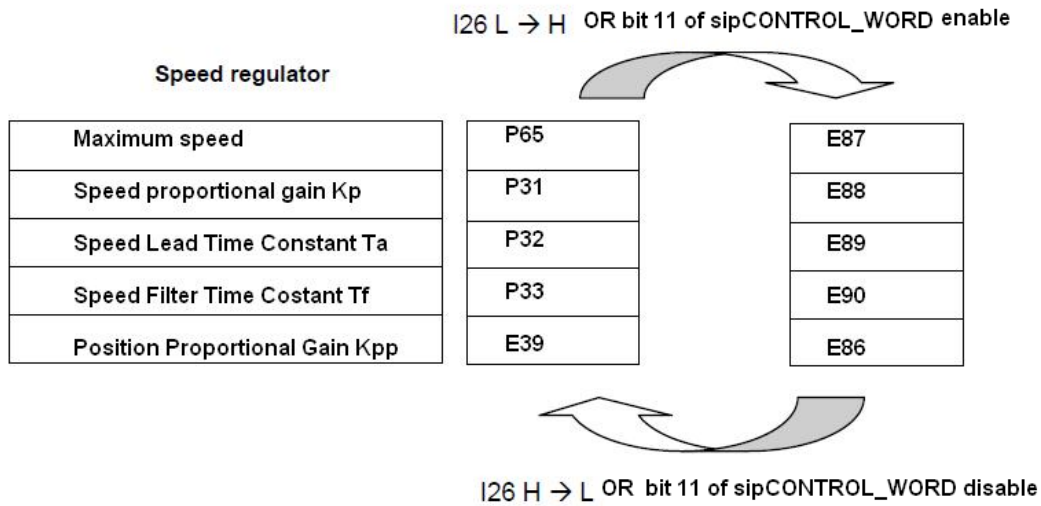 I26 L → H OR bit 11 of sipCONTROL_WORD enable
Speed regulator
Maximum speed P65 E87
Speed proportional gain Kp P31 E88
Speed Lead Time Constant Ta P32 E89
Speed Filter Time Costant Tf P33 E90
Position Proportional Gain Kpp E39 E86
I26 H → L OR bit 11 of sipCONTROL_WORD disable